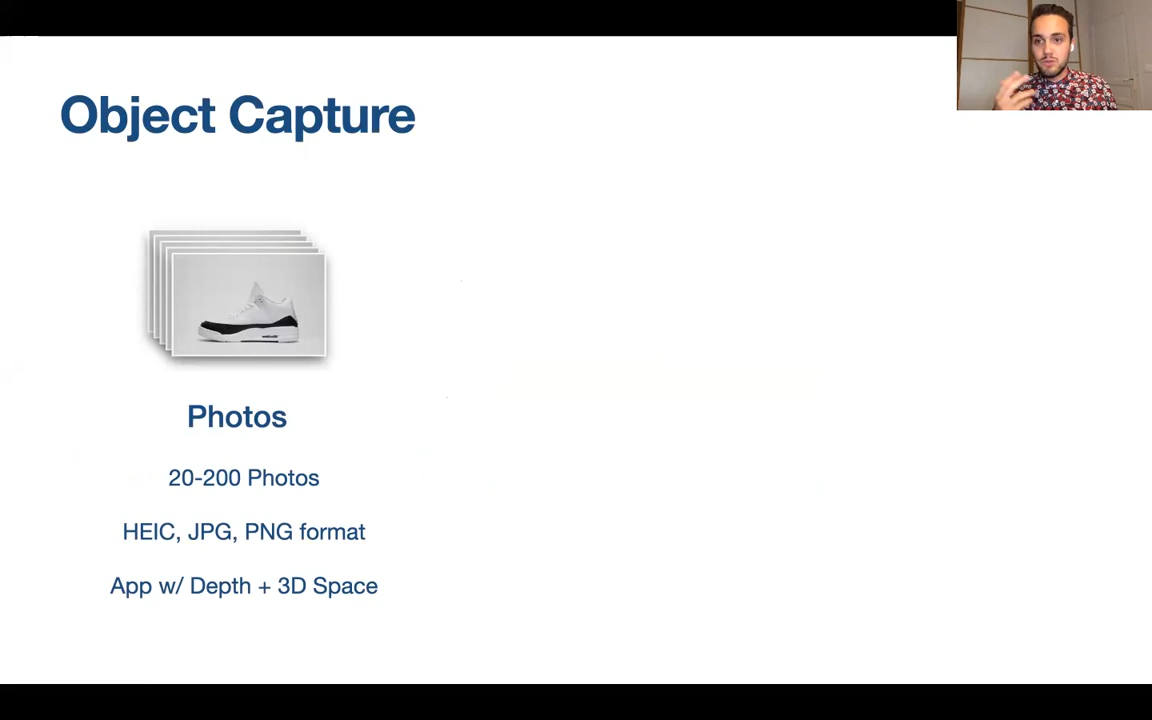 Object Capture
Photos
20-200 Photos
HEIC, JPG, PNG format
App w/ Depth + 3D Space